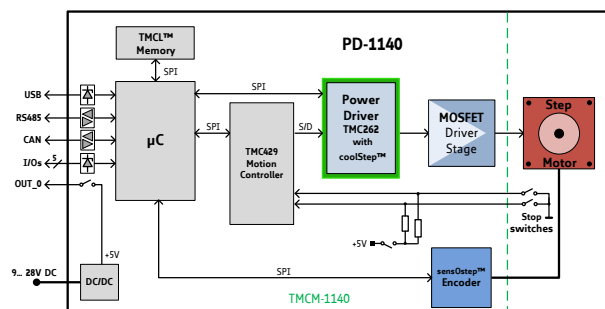 PD-1140
TMCL™
Memory
SPI
USB
RS485
CAN
I/Os
5
OUT_0
µC
SPI
SPI
TMC429
Motion
Controller
S/D
Power
Driver
TMC262
with
coolStep™
MOSFET
Driver
Stage
Step
Motor
Stop
switches
+5V
+5V
9... 28V DC
DC/DC
SPI
sensOstep™
Encoder
TMCM-1140